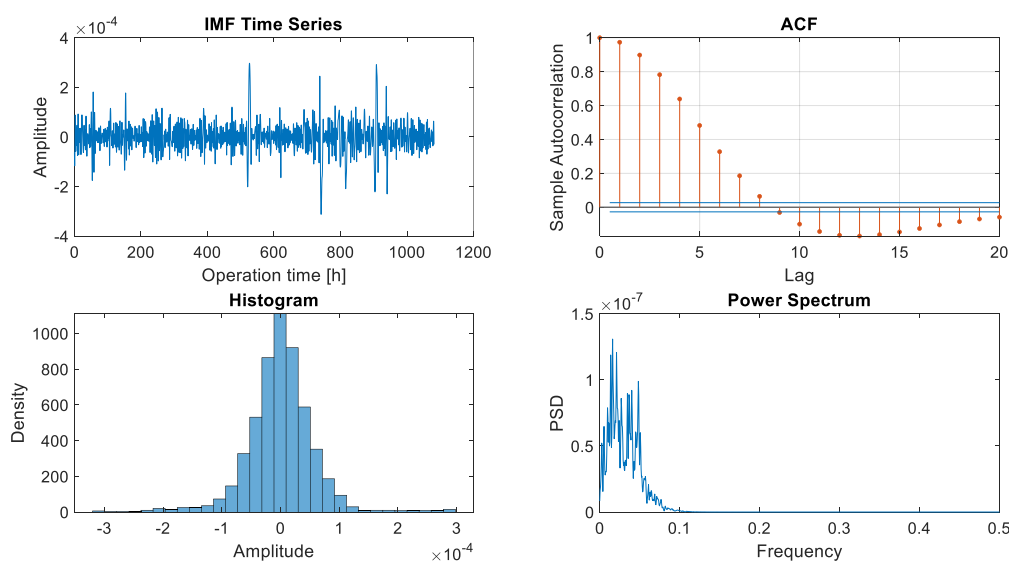 IMF Time Series
×10⁻⁴
4
2
0
-2
-4
Amplitude
0 200 400 600 800 1000 1200
Operation time [h]
ACF
1
0.8
0.6
0.4
0.2
0
Sample Autocorrelation
0 5 10 15 20
Lag
Histogram
1000
800
600
400
200
0
Density
-3 -2 -1 0 1 2 3
×10⁻⁴
Amplitude
Power Spectrum
×10⁻⁷
1.5
1
0.5
0
PSD
0 0.1 0.2 0.3 0.4 0.5
Frequency